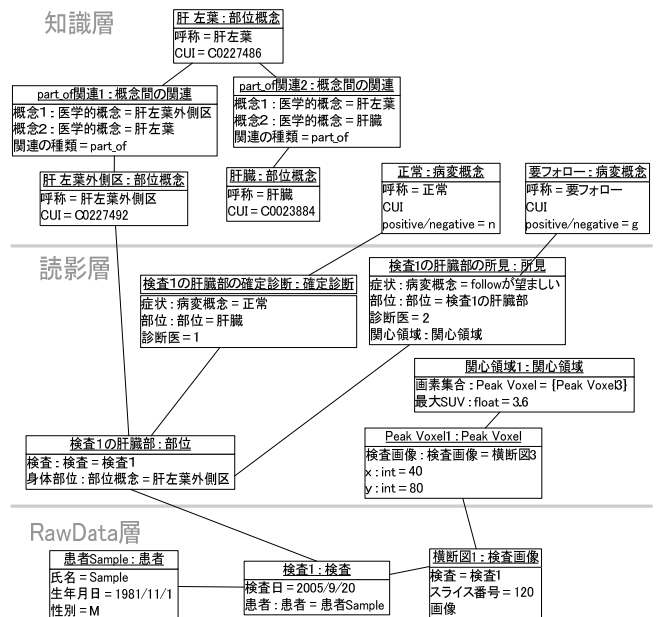 知識層
肝 左葉 : 部位概念
呼称 = 肝左葉
CUI = C0227486
part_of関連1 : 概念間の関連
概念1 : 医学的概念 = 肝左葉外側区
概念2 : 医学的概念 = 肝左葉
関連の種類 = part_of
part_of関連2 : 概念間の関連
概念1 : 医学的概念 = 肝左葉
概念2 : 医学的概念 = 肝臓
関連の種類 = part_of
肝 左葉外側区 : 部位概念
呼称 = 肝左葉外側区
CUI = C0227492
肝臓 : 部位概念
呼称 = 肝臓
CUI = C0023884
正常 : 病変概念
呼称 = 正常
CUI
positive/negative = n
要フォロー : 病変概念
呼称 = 要フォロー
CUI
positive/negative = g
読影層
検査1の肝臓部の確定診断 : 確定診断
症状 : 病変概念 = 正常
部位 : 部位 = 肝臓
診断医 = 1
検査1の肝臓部の所見 : 所見
症状 : 病変概念 = followが望ましい
部位 : 部位 = 検査1の肝臓部
診断医 = 2
関心領域 : 関心領域
関心領域1 : 関心領域
画素集合 : Peak Voxel = {Peak Voxel3}
最大SUV : float = 3.6
検査1の肝臓部 : 部位
検査 : 検査 = 検査1
身体部位 : 部位概念 = 肝左葉外側区
Peak Voxel1 : Peak Voxel
検査画像 : 検査画像 = 横断図3
x : int = 40
y : int = 80
RawData層
患者Sample : 患者
氏名 = Sample
生年月日 = 1981/11/1
性別 = M
検査1 : 検査
検査日 = 2005/9/20
患者 : 患者 = 患者Sample
横断図1 : 検査画像
検査 = 検査1
スライス番号 = 120
画像